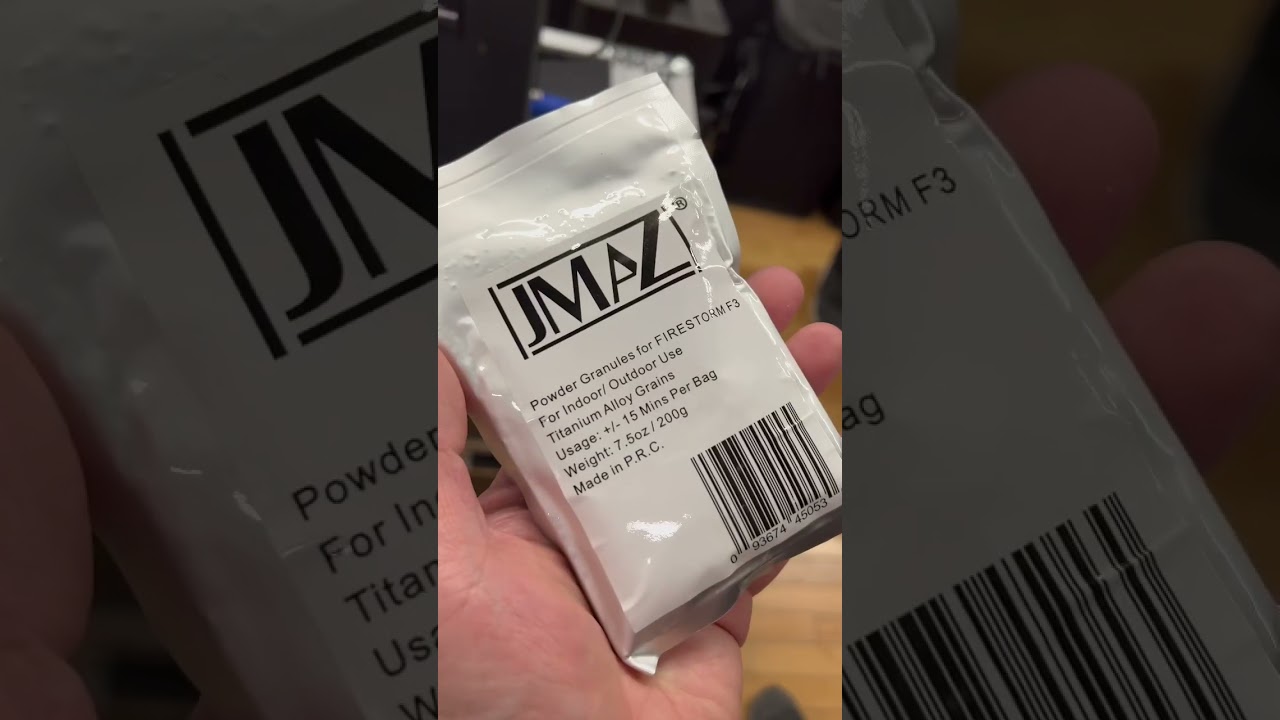 JMAZ®
Powder Granules for FIRESTORM F3
For Indoor/ Outdoor Use
Titanium Alloy Grains
Usage: +/- 15 Mins Per Bag
Weight: 7.5oz / 200g
Made in P.R.C.
0 93674 45053